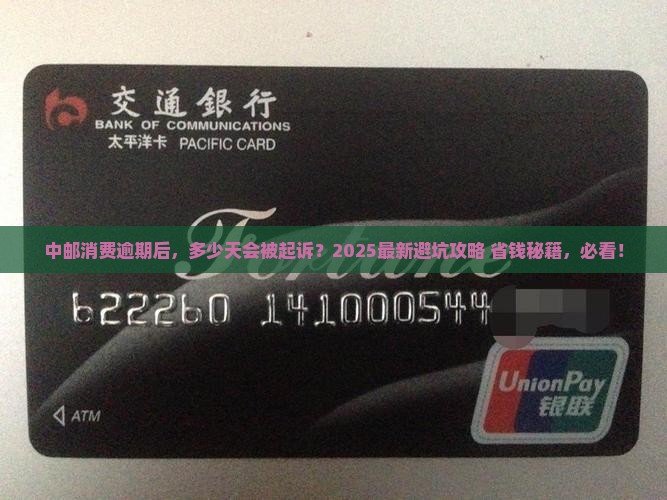 交通銀行
BANK OF COMMUNICATIONS
太平洋卡 PACIFIC CARD
Fortune
中邮消费逾期后，多少天会被起诉？2025最新避坑攻略 省钱秘籍，必看！
622260 141000544
UnionPay
银联
ATM